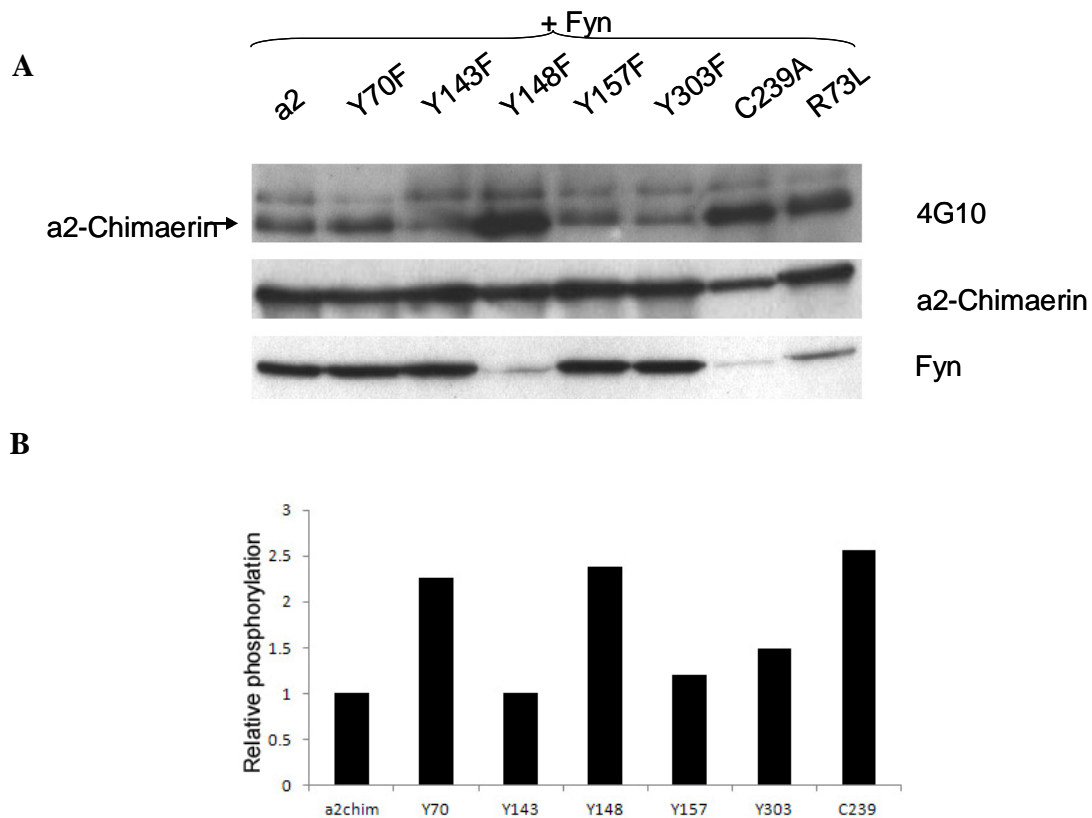 + Fyn
A
a2 Y70F Y143F Y148F Y157F Y303F C239A R73L
a2-Chimaerin
4G10
a2-Chimaerin
Fyn
B
Relative phosphorylation
3
2.5
2
1.5
1
0.5
0
a2chim Y70 Y143 Y148 Y157 Y303 C239